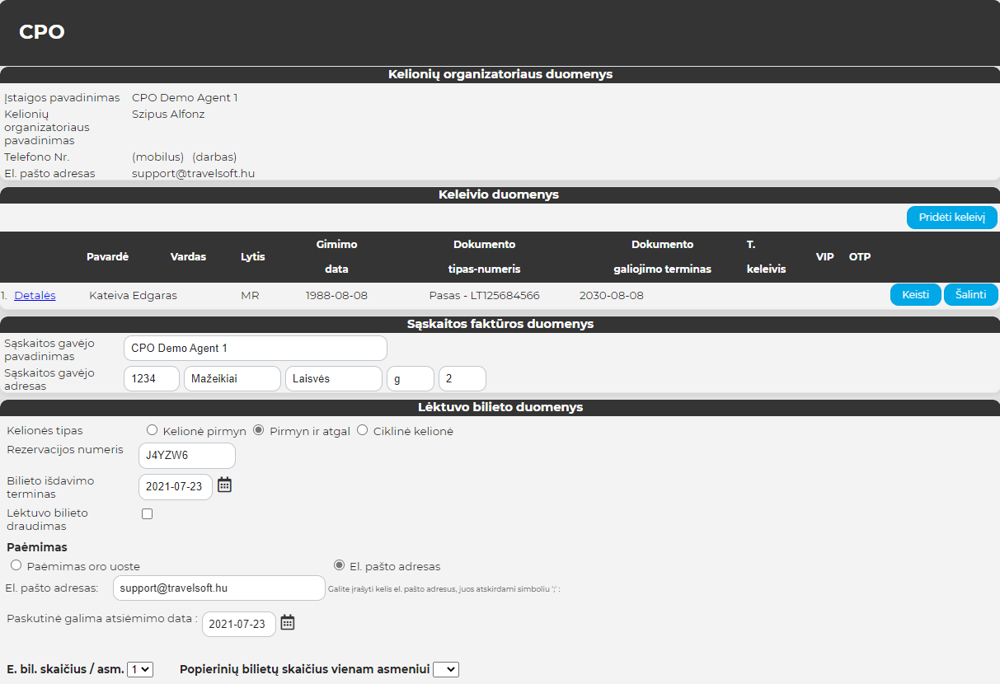 CPO
Kelionių organizatoriaus duomenys
Įstaigos pavadinimas CPO Demo Agent 1
Kelionių organizatoriaus pavadinimas Szipus Alfonz
Telefono Nr. (mobilus) (darbas)
El. pašto adresas support@travelsoft.hu
Keleivio duomenys
Pridėti keleivį
Pavardė Vardas Lytis Gimimo data Dokumento tipas-numeris Dokumento galiojimo terminas T. keleivis VIP OTP
1. Detalės Kateiva Edgaras MR 1988-08-08 Pasas - LT125684566 2030-08-08 Keisti Šalinti
Sąskaitos faktūros duomenys
Sąskaitos gavėjo pavadinimas CPO Demo Agent 1
Sąskaitos gavėjo adresas 1234 Mažeikiai Laisvės g 2
Lėktuvo bilieto duomenys
Kelionės tipas Kelionė pirmyn Pirmyn ir atgal Ciklinė kelionė
Rezervacijos numeris J4YZW6
Bilieto išdavimo terminas 2021-07-23
Lėktuvo bilieto draudimas
Paėmimas
Paėmimas oro uoste El. pašto adresas
El. pašto adresas: support@travelsoft.hu Galite įrašyti kelis el. pašto adresus, juos atskirdami simboliu ';' :
Paskutinė galima atsiėmimo data : 2021-07-23
E. bil. skaičius / asm. 1 Popierinių bilietų skaičius vienam asmeniui